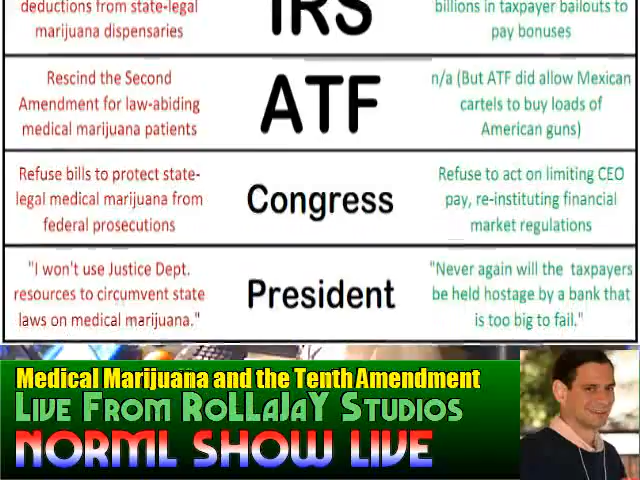 deductions from state-legal
marijuana dispensaries
IRS
billions in taxpayer bailouts to
pay bonuses
Rescind the Second
Amendment for law-abiding
medical marijuana patients
ATF
n/a (But ATF did allow Mexican
cartels to buy loads of
American guns)
Refuse bills to protect state-
legal medical marijuana from
federal prosecutions
Congress
Refuse to act on limiting CEO
pay, re-instituting financial
market regulations
"I won't use Justice Dept.
resources to circumvent state
laws on medical marijuana."
President
"Never again will the taxpayers
be held hostage by a bank that
is too big to fail."
Medical Marijuana and the Tenth Amendment
Live From RoLLaJaY Studios
NORML SHOW LIVE